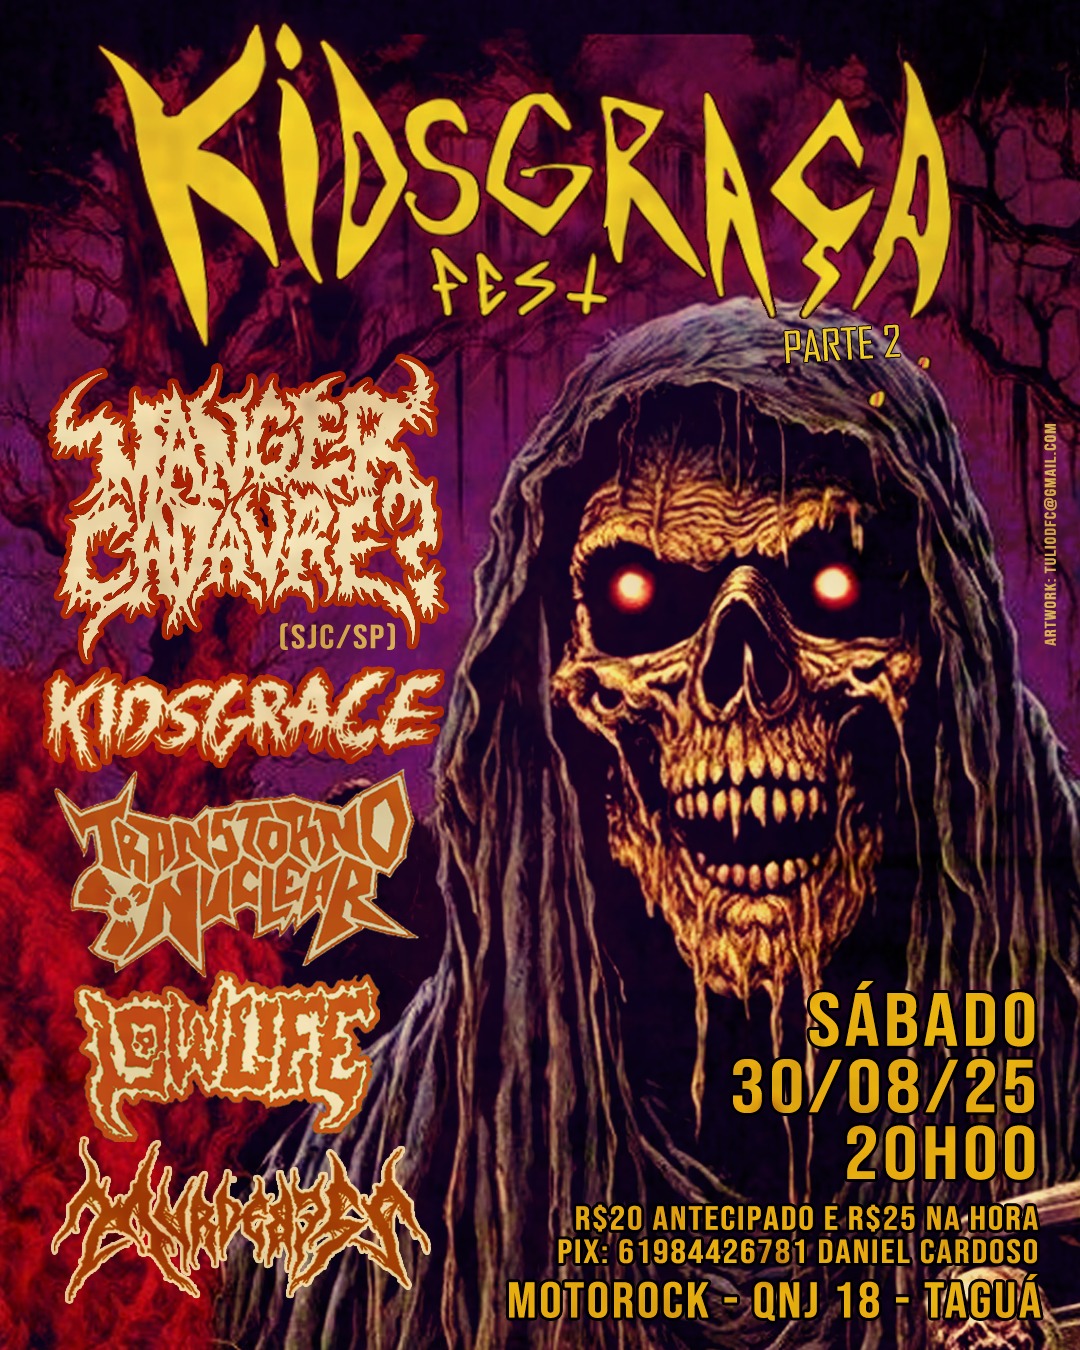 KIDSGRAÇA
FEST
PARTE 2
MANGER
CADAVRE?
(SJC/SP)
KIDSGRACE
TRANSTORNO
NUCLEAR
LOWLIFE
ARTWORK: TULIODFC@GMAIL.COM
SÁBADO
30/08/25
20H00
R$20 ANTECIPADO E R$25 NA HORA
PIX: 61984426781 DANIEL CARDOSO
MOTOROCK - QNJ 18 - TAGUÁ